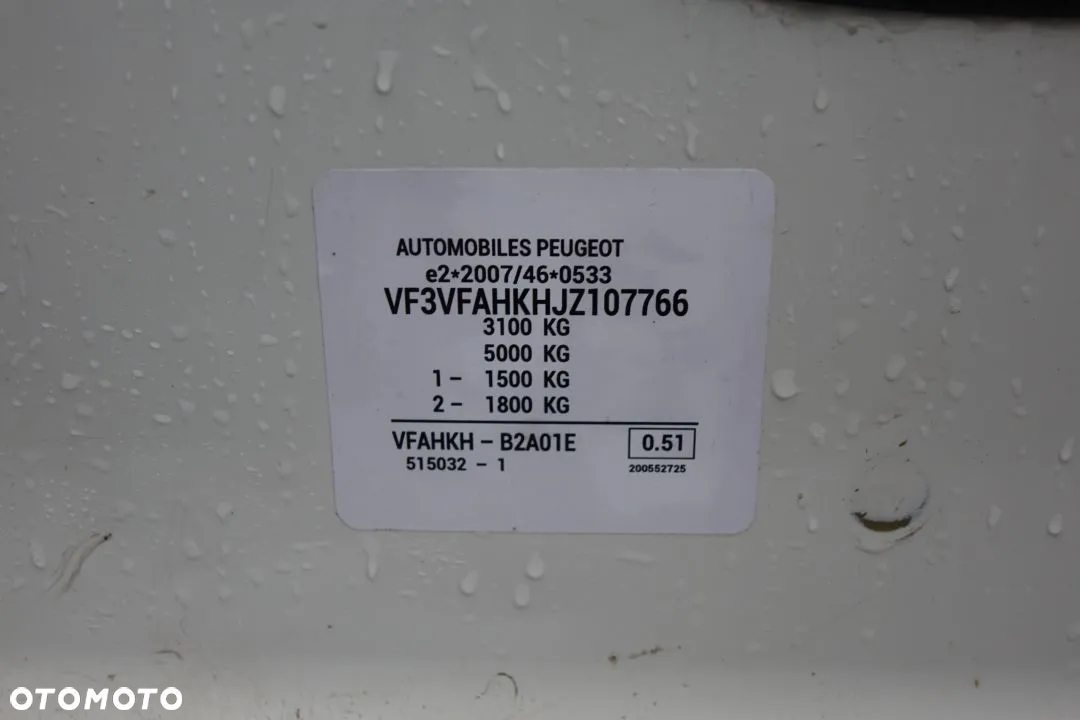 AUTOMOBILES PEUGEOT
e2*2007/46*0533
VF3VFAHKHJZ107766
3100 KG
5000 KG
1 – 1500 KG
2 – 1800 KG
VFAHKH – B2A01E
0.51
515032 – 1
200552725
OTOMOTO